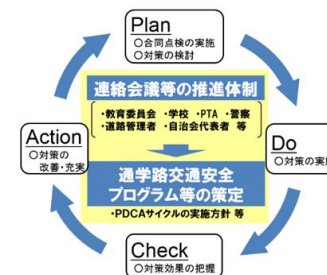 Plan
○合同点検の実施
○対策の検討
連絡会議等の推進体制
・教育委員会 ・学校 ・PTA ・警察
・道路管理者 ・自治会代表者 等
Action
○対策の
改善・充実
Do
○対策の実施
通学路交通安全
プログラム等の策定
・PDCAサイクルの実施方針 等
Check
○対策効果の把握